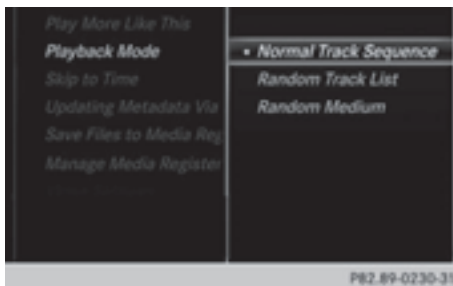 Play More Like This
Playback Mode
Skip to Time
Updating Metadata Via
Save Files to Media Reg
Manage Media Register
• Normal Track Sequence
Random Track List
Random Medium
P82.89-0230-31